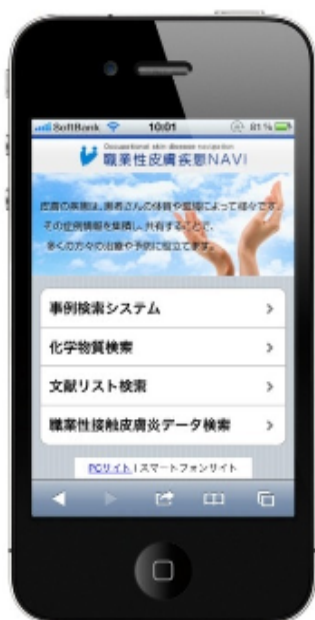 SoftBank 10:01 81%
Occupational skin disease navigation
職業性皮膚疾患NAVI
皮膚の疾患は、患者さんの体質や環境によって様々です。
その症例情報を集積し、共有することで、
多くの方々の治療や予防に役立てます。
事例検索システム
化学物質検索
文献リスト検索
職業性接触皮膚炎データ検索
PCサイト | スマートフォンサイト